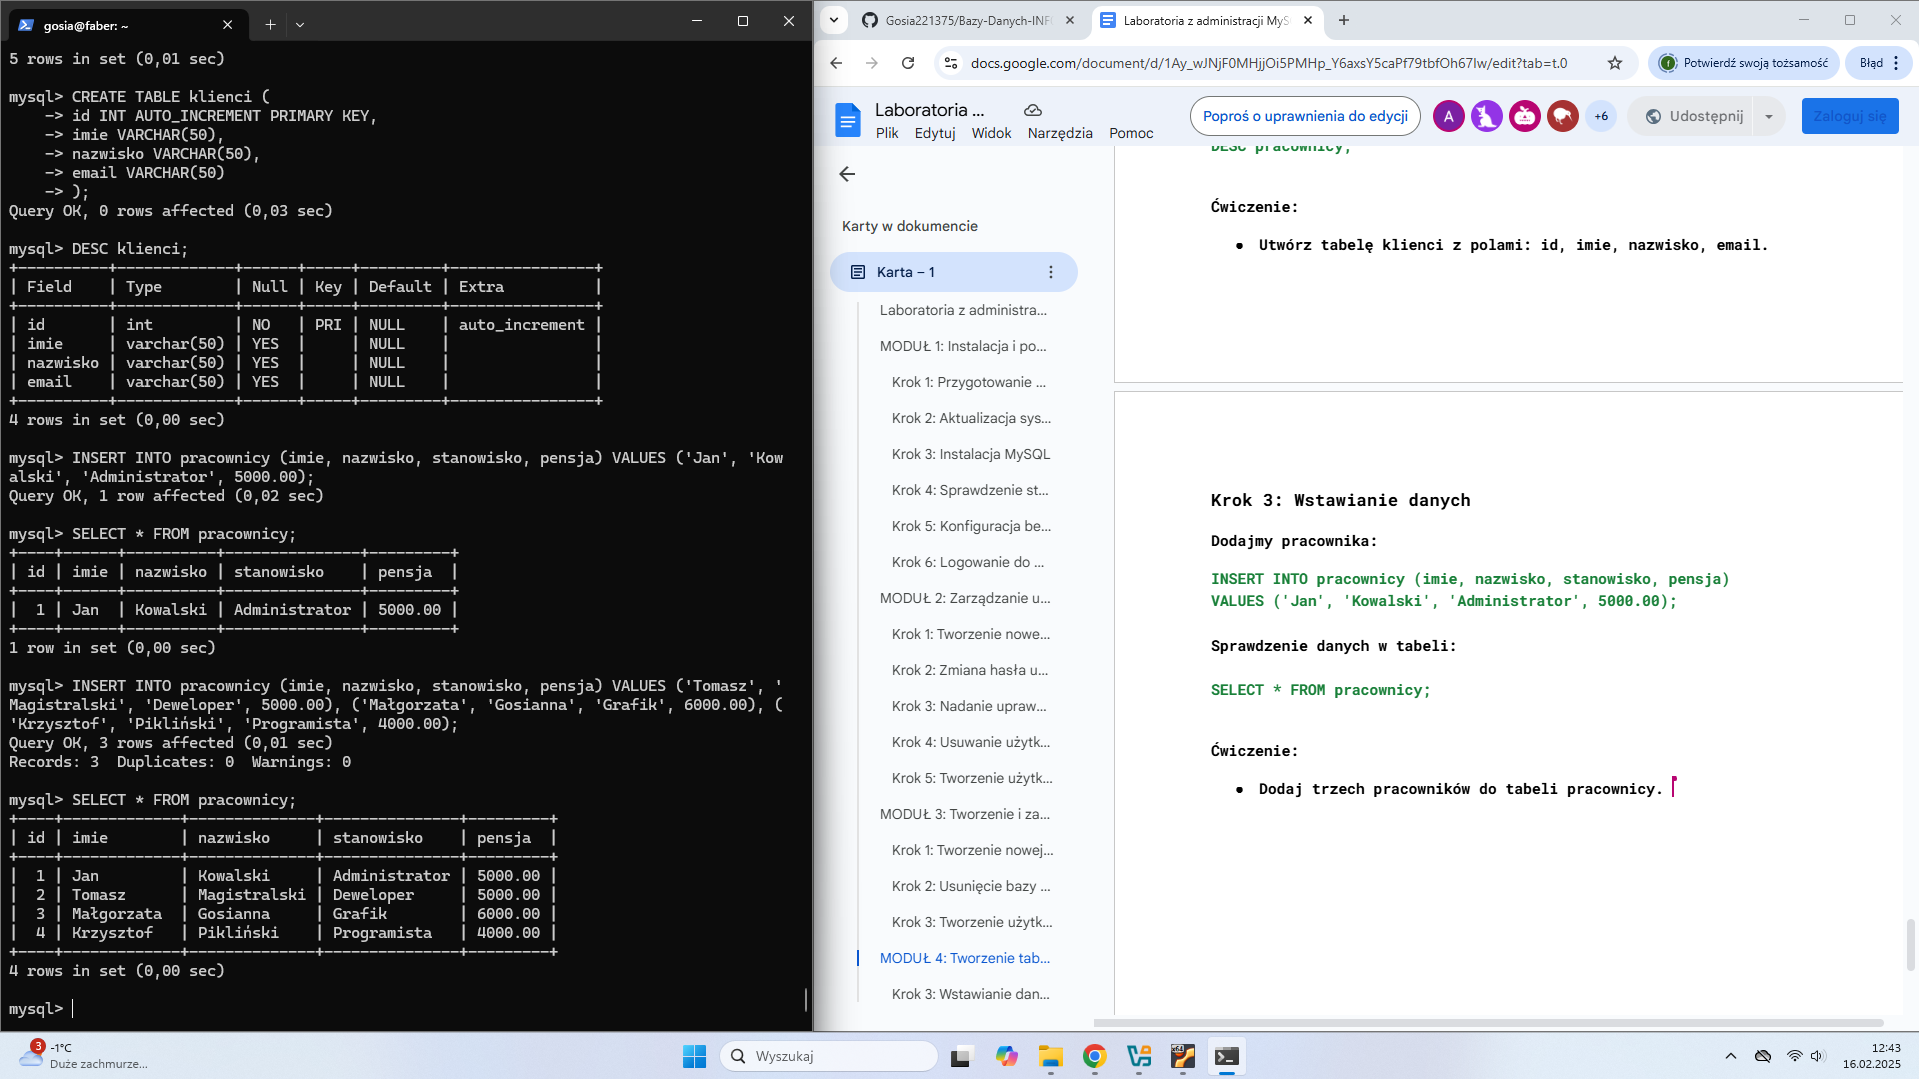 gosia@faber: ~
5 rows in set (0,01 sec)
mysql> CREATE TABLE klienci (
    -> id INT AUTO_INCREMENT PRIMARY KEY,
    -> imie VARCHAR(50),
    -> nazwisko VARCHAR(50),
    -> email VARCHAR(50)
    -> );
Query OK, 0 rows affected (0,03 sec)
mysql> DESC klienci;
| Field | Type | Null | Key | Default | Extra |
| id | int | NO | PRI | NULL | auto_increment |
| imie | varchar(50) | YES | | NULL | |
| nazwisko | varchar(50) | YES | | NULL | |
| email | varchar(50) | YES | | NULL | |
4 rows in set (0,00 sec)
mysql> INSERT INTO pracownicy (imie, nazwisko, stanowisko, pensja) VALUES ('Jan', 'Kow
alski', 'Administrator', 5000.00);
Query OK, 1 row affected (0,02 sec)
mysql> SELECT * FROM pracownicy;
| id | imie | nazwisko | stanowisko | pensja |
| 1 | Jan | Kowalski | Administrator | 5000.00 |
1 row in set (0,00 sec)
mysql> INSERT INTO pracownicy (imie, nazwisko, stanowisko, pensja) VALUES ('Tomasz', '
Magistralski', 'Deweloper', 5000.00), ('Małgorzata', 'Gosianna', 'Grafik', 6000.00), (
'Krzysztof', 'Pikliński', 'Programista', 4000.00);
Query OK, 3 rows affected (0,01 sec)
Records: 3  Duplicates: 0  Warnings: 0
mysql> SELECT * FROM pracownicy;
| id | imie | nazwisko | stanowisko | pensja |
| 1 | Jan | Kowalski | Administrator | 5000.00 |
| 2 | Tomasz | Magistralski | Deweloper | 5000.00 |
| 3 | Małgorzata | Gosianna | Grafik | 6000.00 |
| 4 | Krzysztof | Pikliński | Programista | 4000.00 |
4 rows in set (0,00 sec)
mysql>
Gosia221375/Bazy-Danych-INF
Laboratoria z administracji MyS
docs.google.com/document/d/1Ay_wJNjF0MHjjOi5PMHp_Y6axsY5caPf79tbfOh67Iw/edit?tab=t.0
Potwierdź swoją tożsamość
Błąd
Laboratoria ...
Plik Edytuj Widok Narzędzia Pomoc
Poproś o uprawnienia do edycji
A
+6
Udostępnij
Zaloguj się
Karty w dokumencie
Karta – 1
Laboratoria z administra...
MODUŁ 1: Instalacja i po...
Krok 1: Przygotowanie ...
Krok 2: Aktualizacja sys...
Krok 3: Instalacja MySQL
Krok 4: Sprawdzenie st...
Krok 5: Konfiguracja be...
Krok 6: Logowanie do ...
MODUŁ 2: Zarządzanie u...
Krok 1: Tworzenie nowe...
Krok 2: Zmiana hasła u...
Krok 3: Nadanie upraw...
Krok 4: Usuwanie użytk...
Krok 5: Tworzenie użytk...
MODUŁ 3: Tworzenie i za...
Krok 1: Tworzenie nowej...
Krok 2: Usunięcie bazy ...
Krok 3: Tworzenie użytk...
MODUŁ 4: Tworzenie tab...
Krok 3: Wstawianie dan...
DESC pracownicy;
Ćwiczenie:
● Utwórz tabelę klienci z polami: id, imie, nazwisko, email.
Krok 3: Wstawianie danych
Dodajmy pracownika:
INSERT INTO pracownicy (imie, nazwisko, stanowisko, pensja)
VALUES ('Jan', 'Kowalski', 'Administrator', 5000.00);
Sprawdzenie danych w tabeli:
SELECT * FROM pracownicy;
Ćwiczenie:
● Dodaj trzech pracowników do tabeli pracownicy.
3
-1°C
Duże zachmurze...
Wyszukaj
12:43
16.02.2025